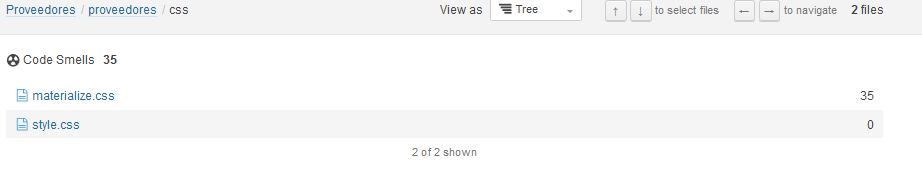 Proveedores / proveedores / css View as Tree ↑ ↓ to select files ← → to navigate 2 files
Code Smells 35
materialize.css 35
style.css 0
2 of 2 shown